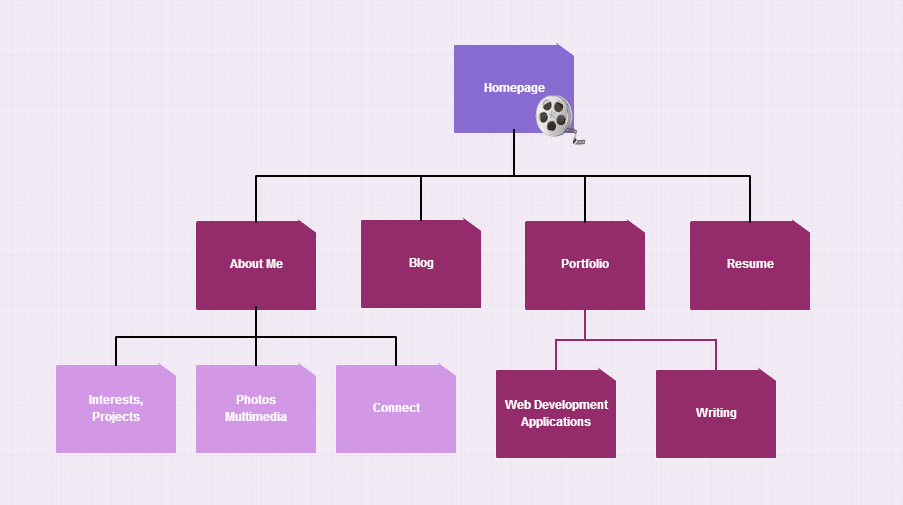 Homepage
About Me
Blog
Portfolio
Resume
Interests,
Projects
Photos
Multimedia
Connect
Web Development
Applications
Writing